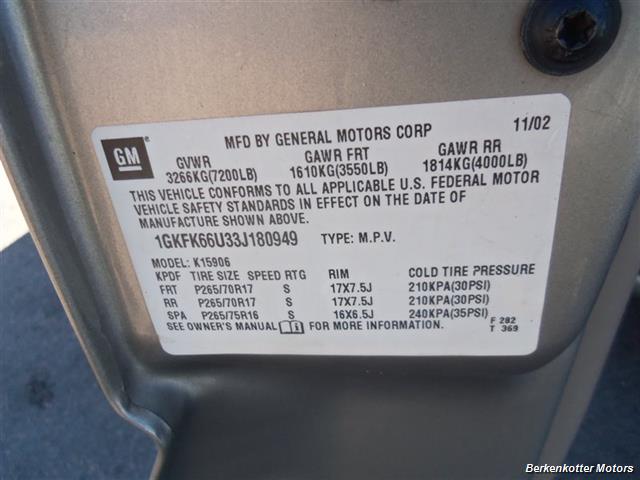 MFD BY GENERAL MOTORS CORP 11/02
GM
GVWR GAWR FRT GAWR RR
3266KG(7200LB) 1610KG(3550LB) 1814KG(4000LB)
THIS VEHICLE CONFORMS TO ALL APPLICABLE U.S. FEDERAL MOTOR
VEHICLE SAFETY STANDARDS IN EFFECT ON THE DATE OF
MANUFACTURE SHOWN ABOVE.
1GKFK66U33J180949 TYPE: M.P.V.
MODEL: K15906
KPDF TIRE SIZE SPEED RTG RIM COLD TIRE PRESSURE
FRT P265/70R17 S 17X7.5J 210KPA(30PSI)
RR P265/70R17 S 17X7.5J 210KPA(30PSI)
SPA P265/75R16 S 16X6.5J 240KPA(35PSI)
SEE OWNER'S MANUAL FOR MORE INFORMATION
F 282
T 369
Berkenkotter Motors